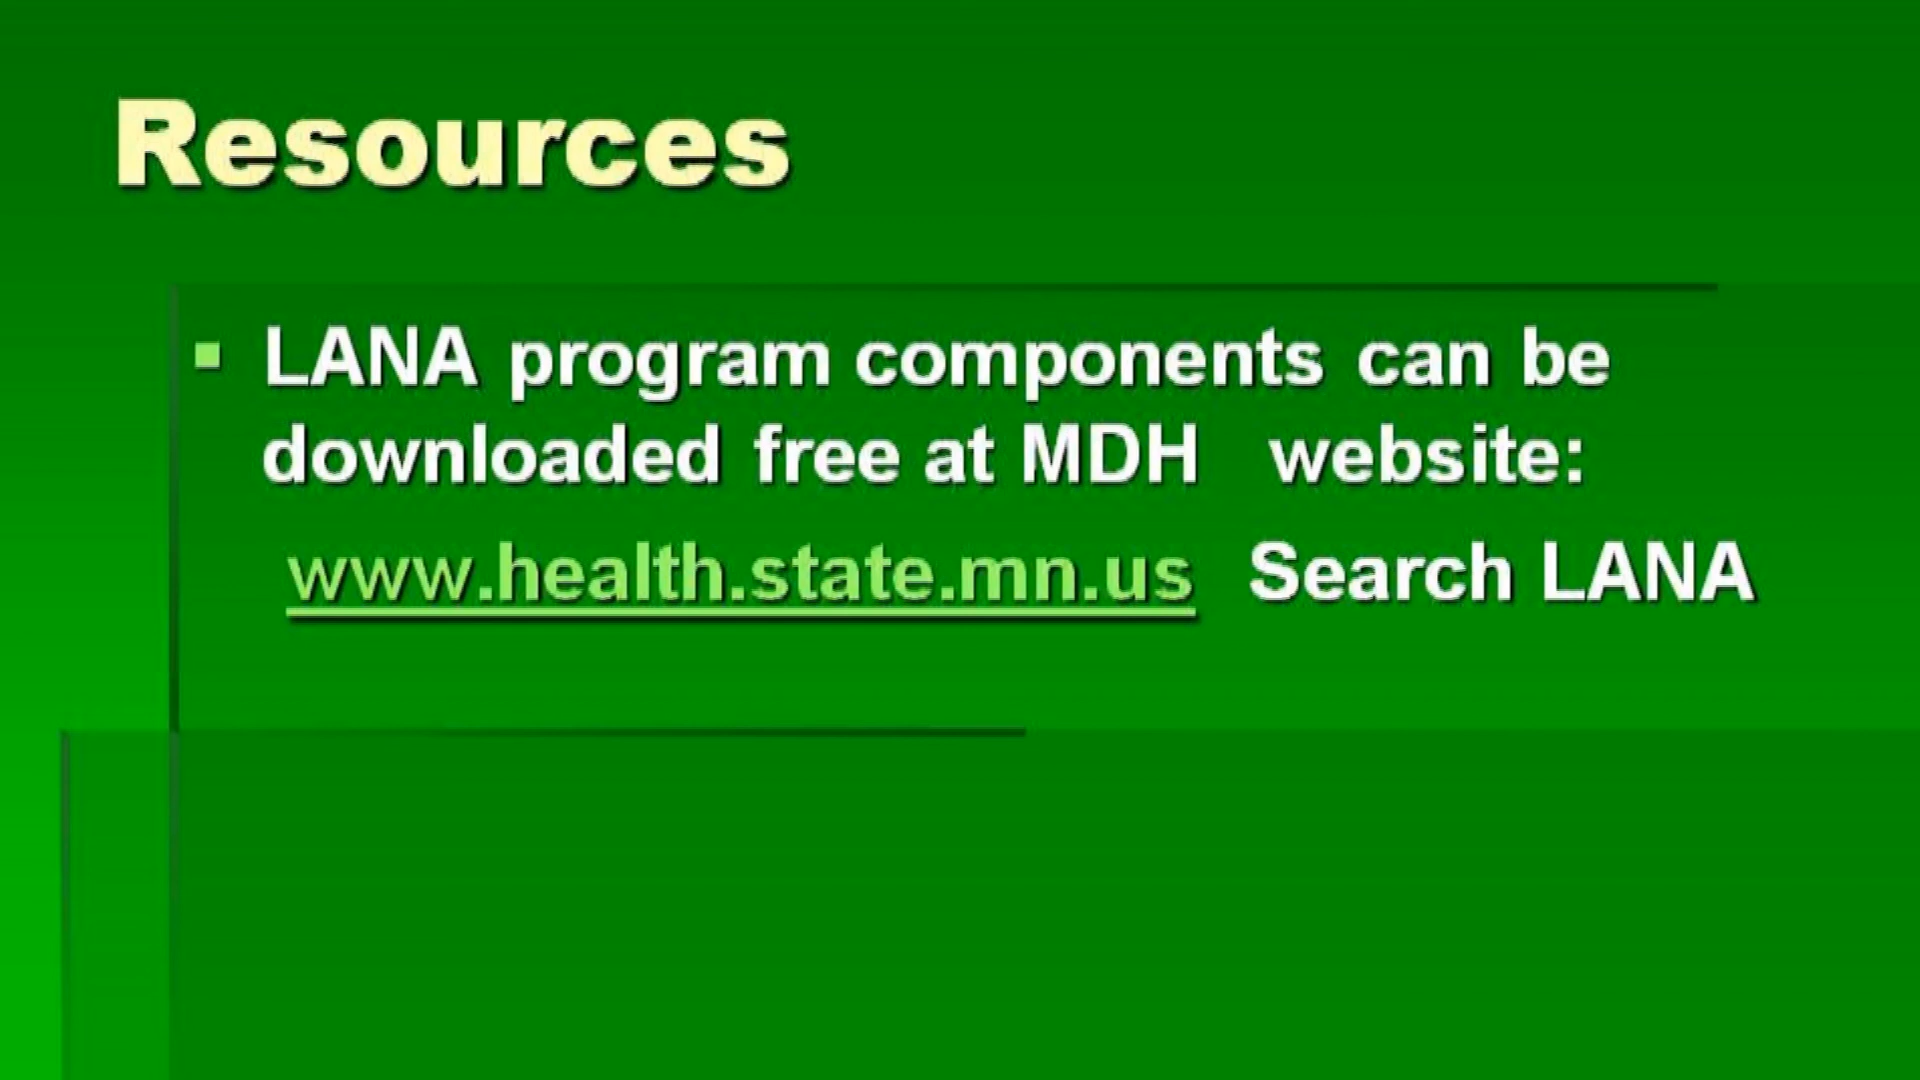 Resources
▪ LANA program components can be
downloaded free at MDH website:
www.health.state.mn.us Search LANA